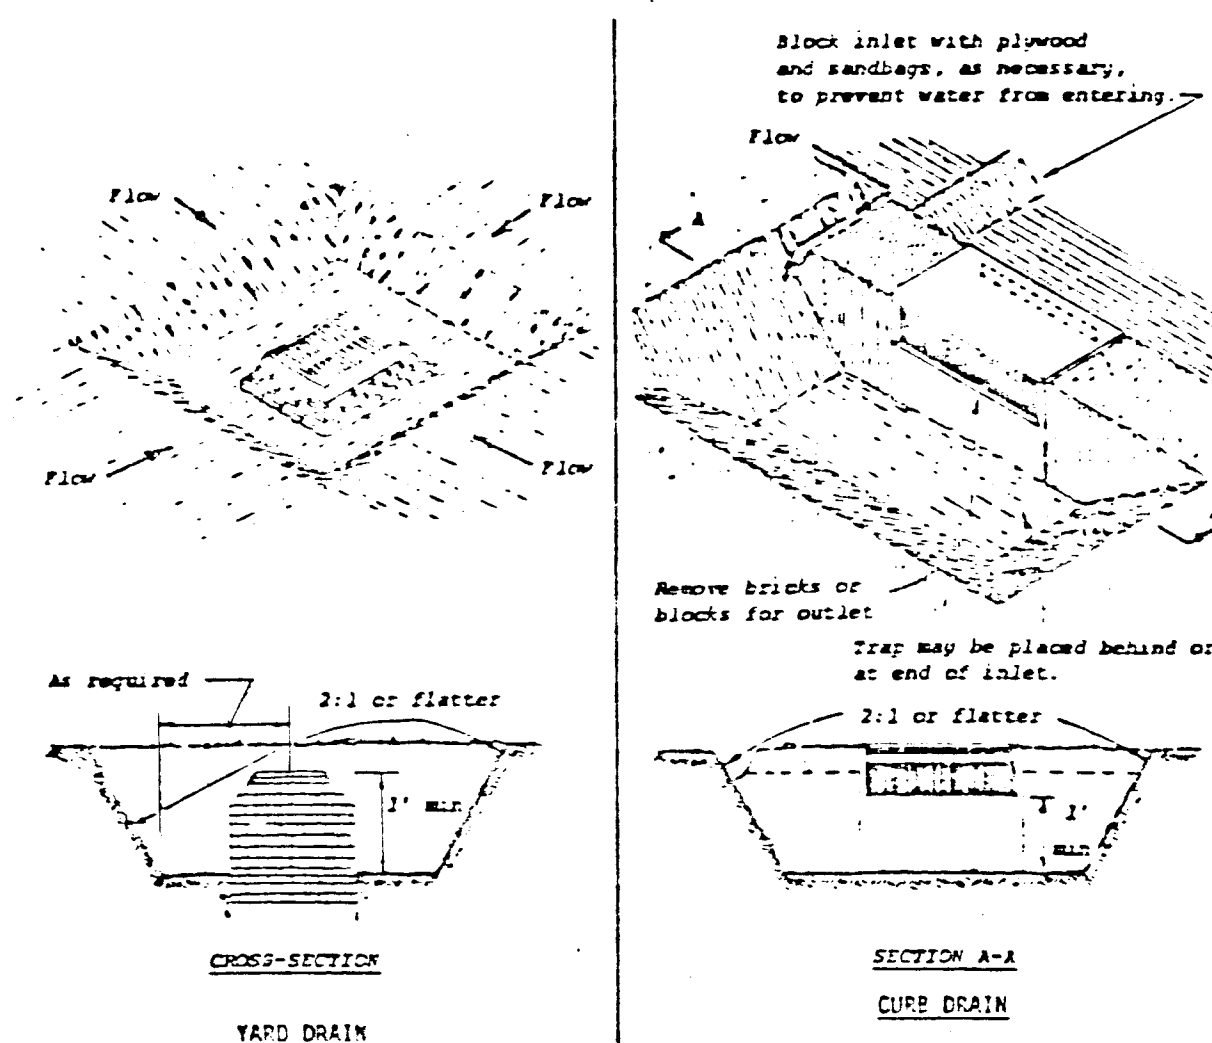 Flow
Flow
Flow
Flow
As required
2:1 or flatter
1' min
CROSS-SECTION
YARD DRAIN
Block inlet with plywood
and sandbags, as necessary,
to prevent water from entering.
Flow
A
Remove bricks or
blocks for outlet
Trap may be placed behind or
at end of inlet.
2:1 or flatter
1'
min
SECTION A-A
CURB DRAIN